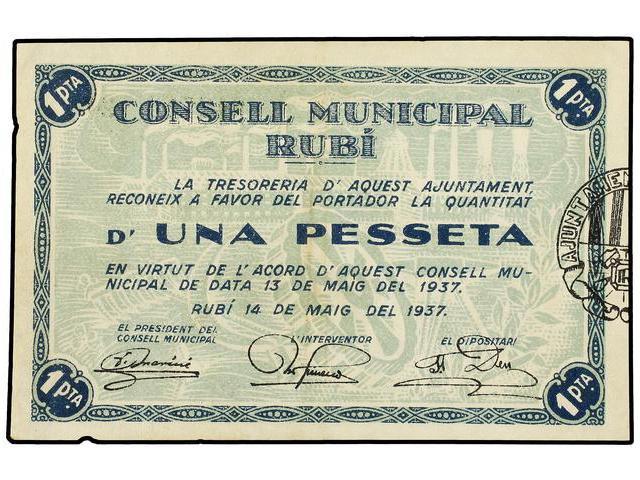 1 PTA 1 PTA
CONSELL MUNICIPAL
RUBÍ
LA TRESORERIA D' AQUEST AJUNTAMENT,
RECONEIX A FAVOR DEL PORTADOR LA QUANTITAT
D' UNA PESSETA
EN VIRTUT DE L'ACORD D'AQUEST CONSELL MU-
NICIPAL DE DATA 13 DE MAIG DEL 1937.
RUBÍ 14 DE MAIG DEL 1937.
EL PRESIDENT DEL L'INTERVENTOR EL DIPOSITARI
CONSELL MUNICIPAL
1 PTA 1 PTA